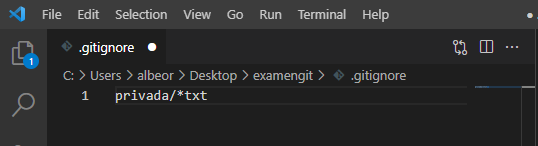 File Edit Selection View Go Run Terminal Help
.gitignore
C: > Users > albeor > Desktop > examengit > .gitignore
1 privada/*txt
1